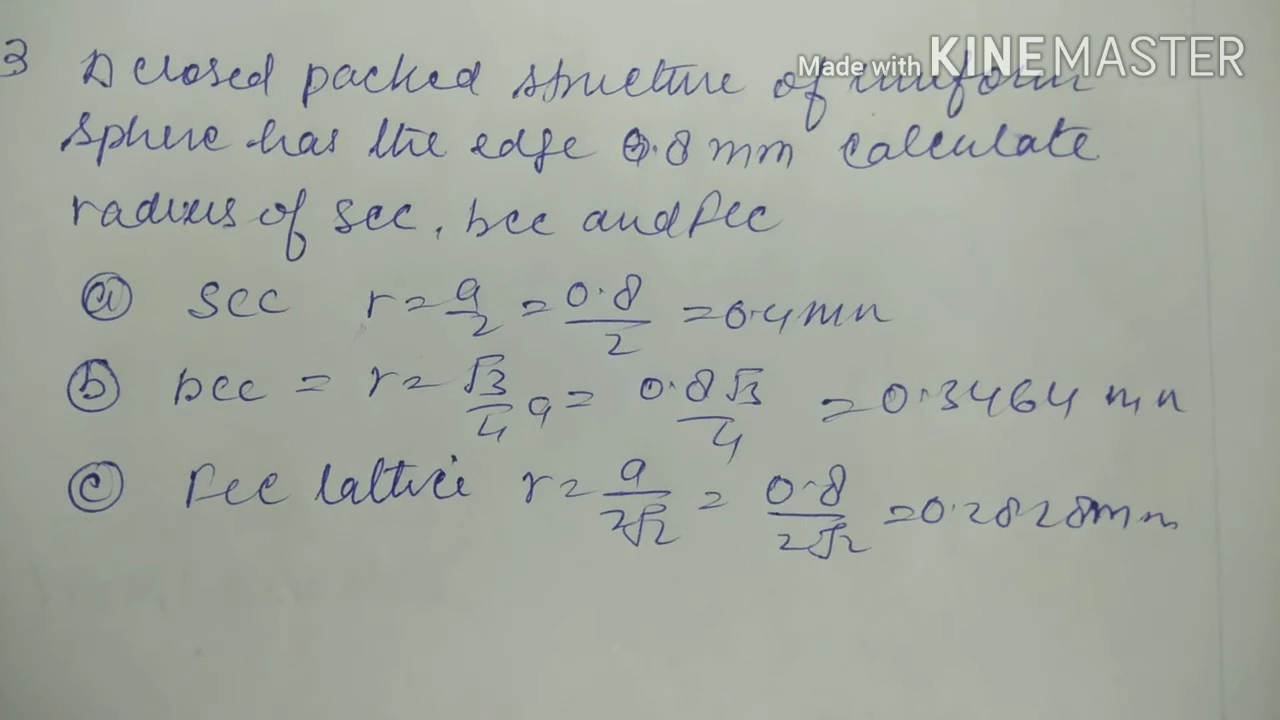 Made with KINEMASTER
3 A closed packed structure of uniform
sphere has the edge 0.8 mm calculate
radius of scc, bcc and fcc
(a) scc r = a/2 = 0.8/2 = 0.4mm
(b) bcc = r = √3/4 a = 0.8√3/4 = 0.3464 mm
(c) fcc lattice r = a/2√2 = 0.8/2√2 = 0.2828mm